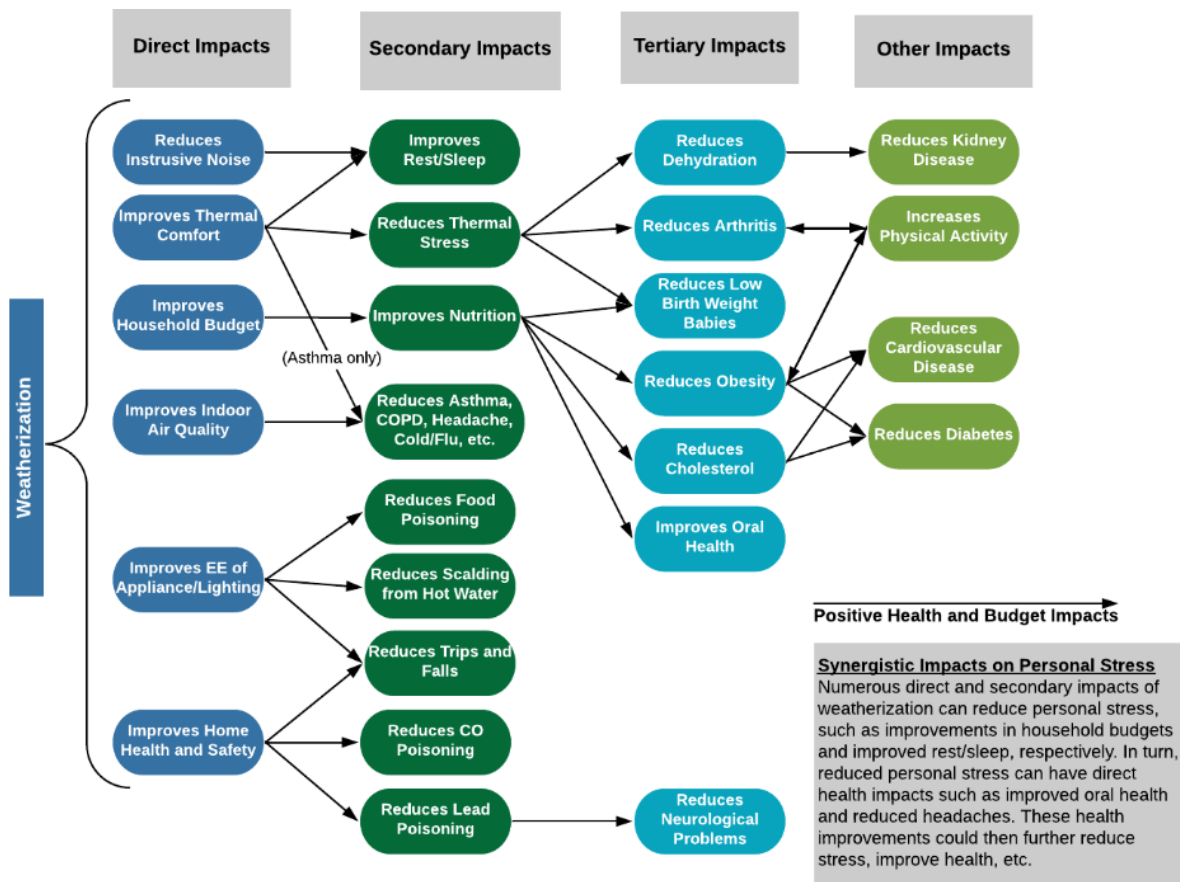 Direct Impacts
Secondary Impacts
Tertiary Impacts
Other Impacts
Weatherization
Reduces
Instrusive Noise
Improves Thermal
Comfort
Improves
Household Budget
(Asthma only)
Improves Indoor
Air Quality
Improves EE of
Appliance/Lighting
Improves Home
Health and Safety
Improves
Rest/Sleep
Reduces Thermal
Stress
Improves Nutrition
Reduces Asthma,
COPD, Headache,
Cold/Flu, etc.
Reduces Food
Poisoning
Reduces Scalding
from Hot Water
Reduces Trips and
Falls
Reduces CO
Poisoning
Reduces Lead
Poisoning
Reduces
Dehydration
Reduces Arthritis
Reduces Low
Birth Weight
Babies
Reduces Obesity
Reduces
Cholesterol
Improves Oral
Health
Reduces
Neurological
Problems
Reduces Kidney
Disease
Increases
Physical Activity
Reduces
Cardiovascular
Disease
Reduces Diabetes
Positive Health and Budget Impacts
Synergistic Impacts on Personal Stress
Numerous direct and secondary impacts of
weatherization can reduce personal stress,
such as improvements in household budgets
and improved rest/sleep, respectively. In turn,
reduced personal stress can have direct
health impacts such as improved oral health
and reduced headaches. These health
improvements could then further reduce
stress, improve health, etc.